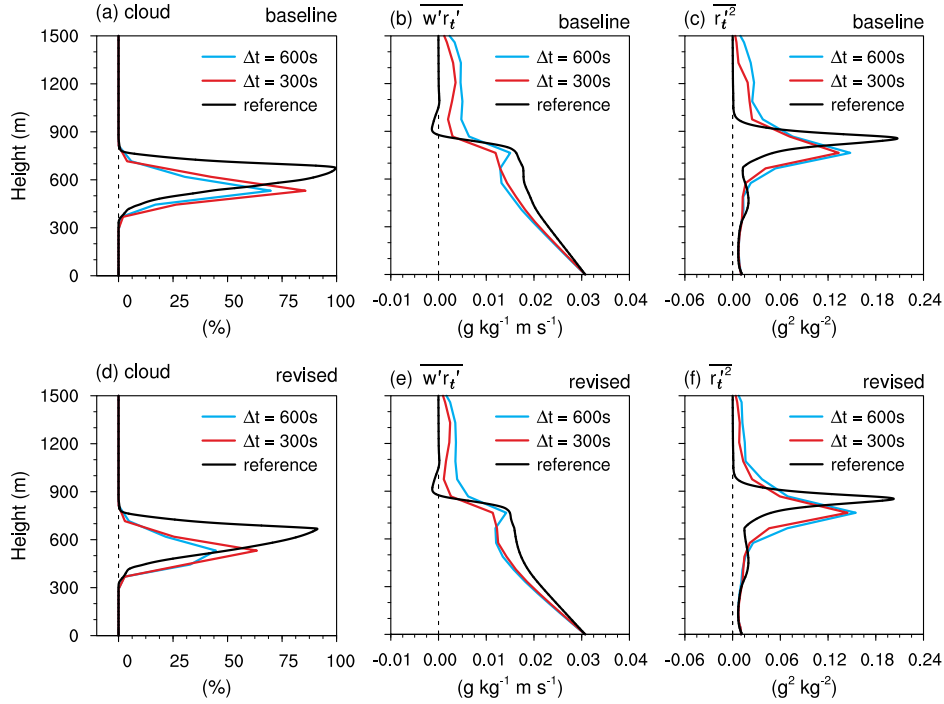 (a) cloud baseline
1500
1200
900
600
300
0
Height (m)
Δt = 600s
Δt = 300s
reference
0 25 50 75 100
(%)
(b) w'rt' baseline
Δt = 600s
Δt = 300s
reference
-0.01 0.00 0.01 0.02 0.03 0.04
(g kg-1 m s-1)
(c) rt'2 baseline
Δt = 600s
Δt = 300s
reference
-0.06 0.00 0.06 0.12 0.18 0.24
(g2 kg-2)
(d) cloud revised
1500
1200
900
600
300
0
Height (m)
Δt = 600s
Δt = 300s
reference
0 25 50 75 100
(%)
(e) w'rt' revised
Δt = 600s
Δt = 300s
reference
-0.01 0.00 0.01 0.02 0.03 0.04
(g kg-1 m s-1)
(f) rt'2 revised
Δt = 600s
Δt = 300s
reference
-0.06 0.00 0.06 0.12 0.18 0.24
(g2 kg-2)